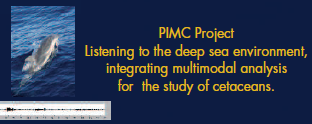 PIMC Project
Listening to the deep sea environment,
integrating multimodal analysis
for the study of cetaceans.